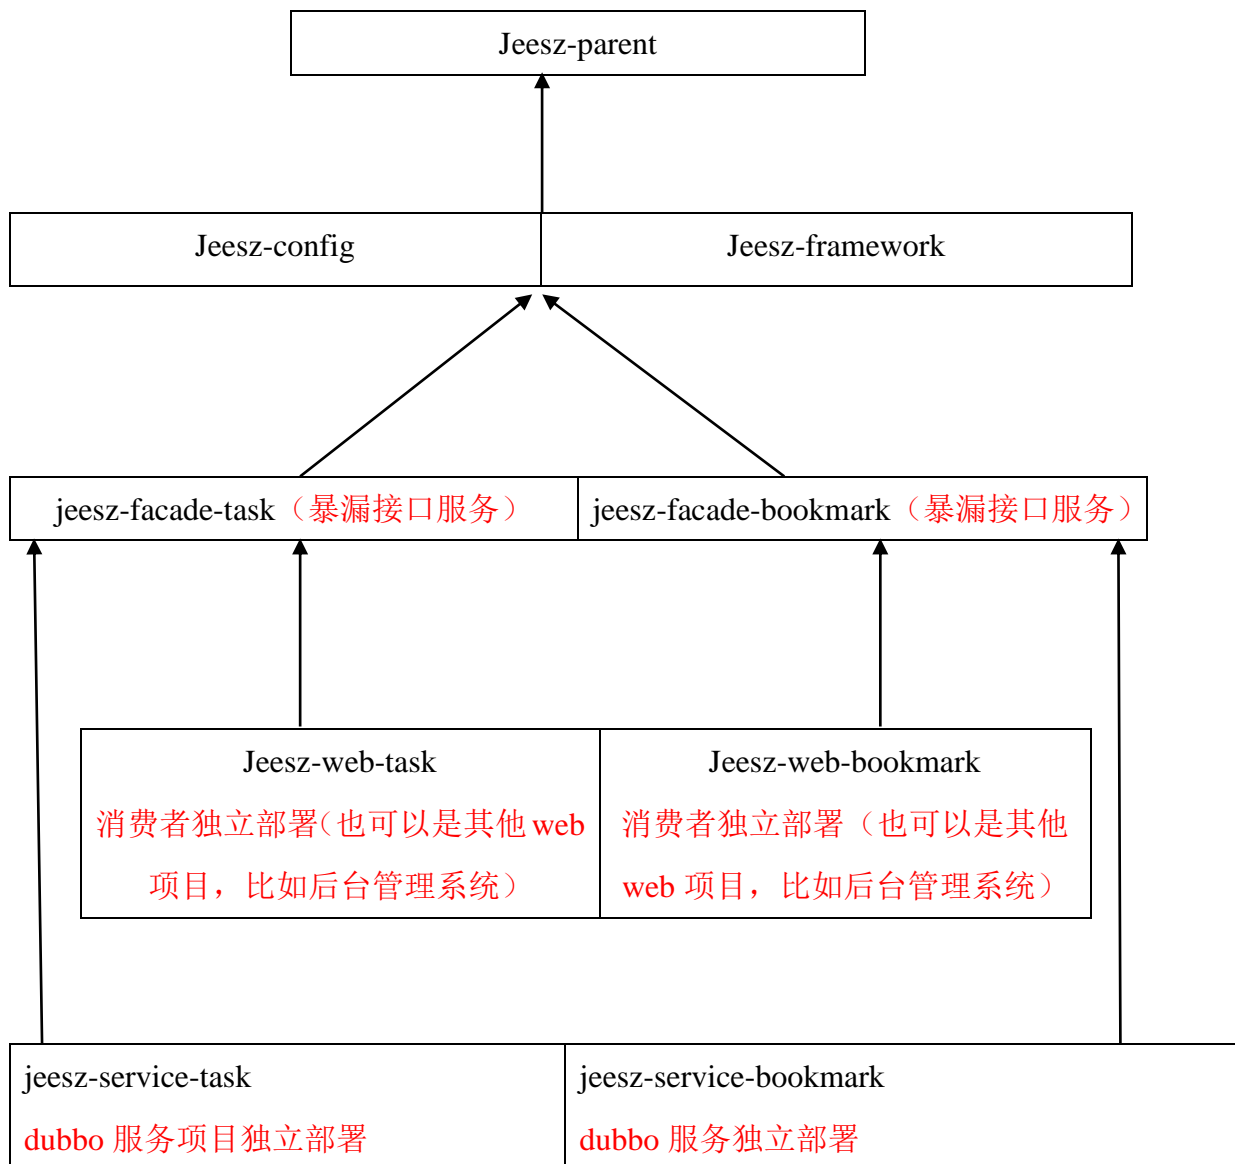 Jeesz-parent
Jeesz-config
Jeesz-framework
jeesz-facade-task（暴漏接口服务）
jeesz-facade-bookmark（暴漏接口服务）
Jeesz-web-task
消费者独立部署（也可以是其他 web
项目，比如后台管理系统）
Jeesz-web-bookmark
消费者独立部署（也可以是其他
web 项目，比如后台管理系统）
jeesz-service-task
dubbo 服务项目独立部署
jeesz-service-bookmark
dubbo 服务独立部署